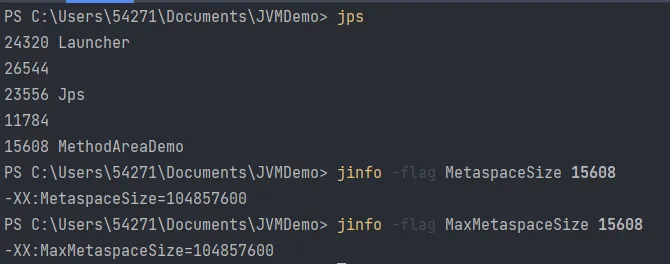 PS C:\Users\54271\Documents\JVMDemo> jps
24320 Launcher
26544
23556 Jps
11784
15608 MethodAreaDemo
PS C:\Users\54271\Documents\JVMDemo> jinfo -flag MetaspaceSize 15608
-XX:MetaspaceSize=104857600
PS C:\Users\54271\Documents\JVMDemo> jinfo -flag MaxMetaspaceSize 15608
-XX:MaxMetaspaceSize=104857600